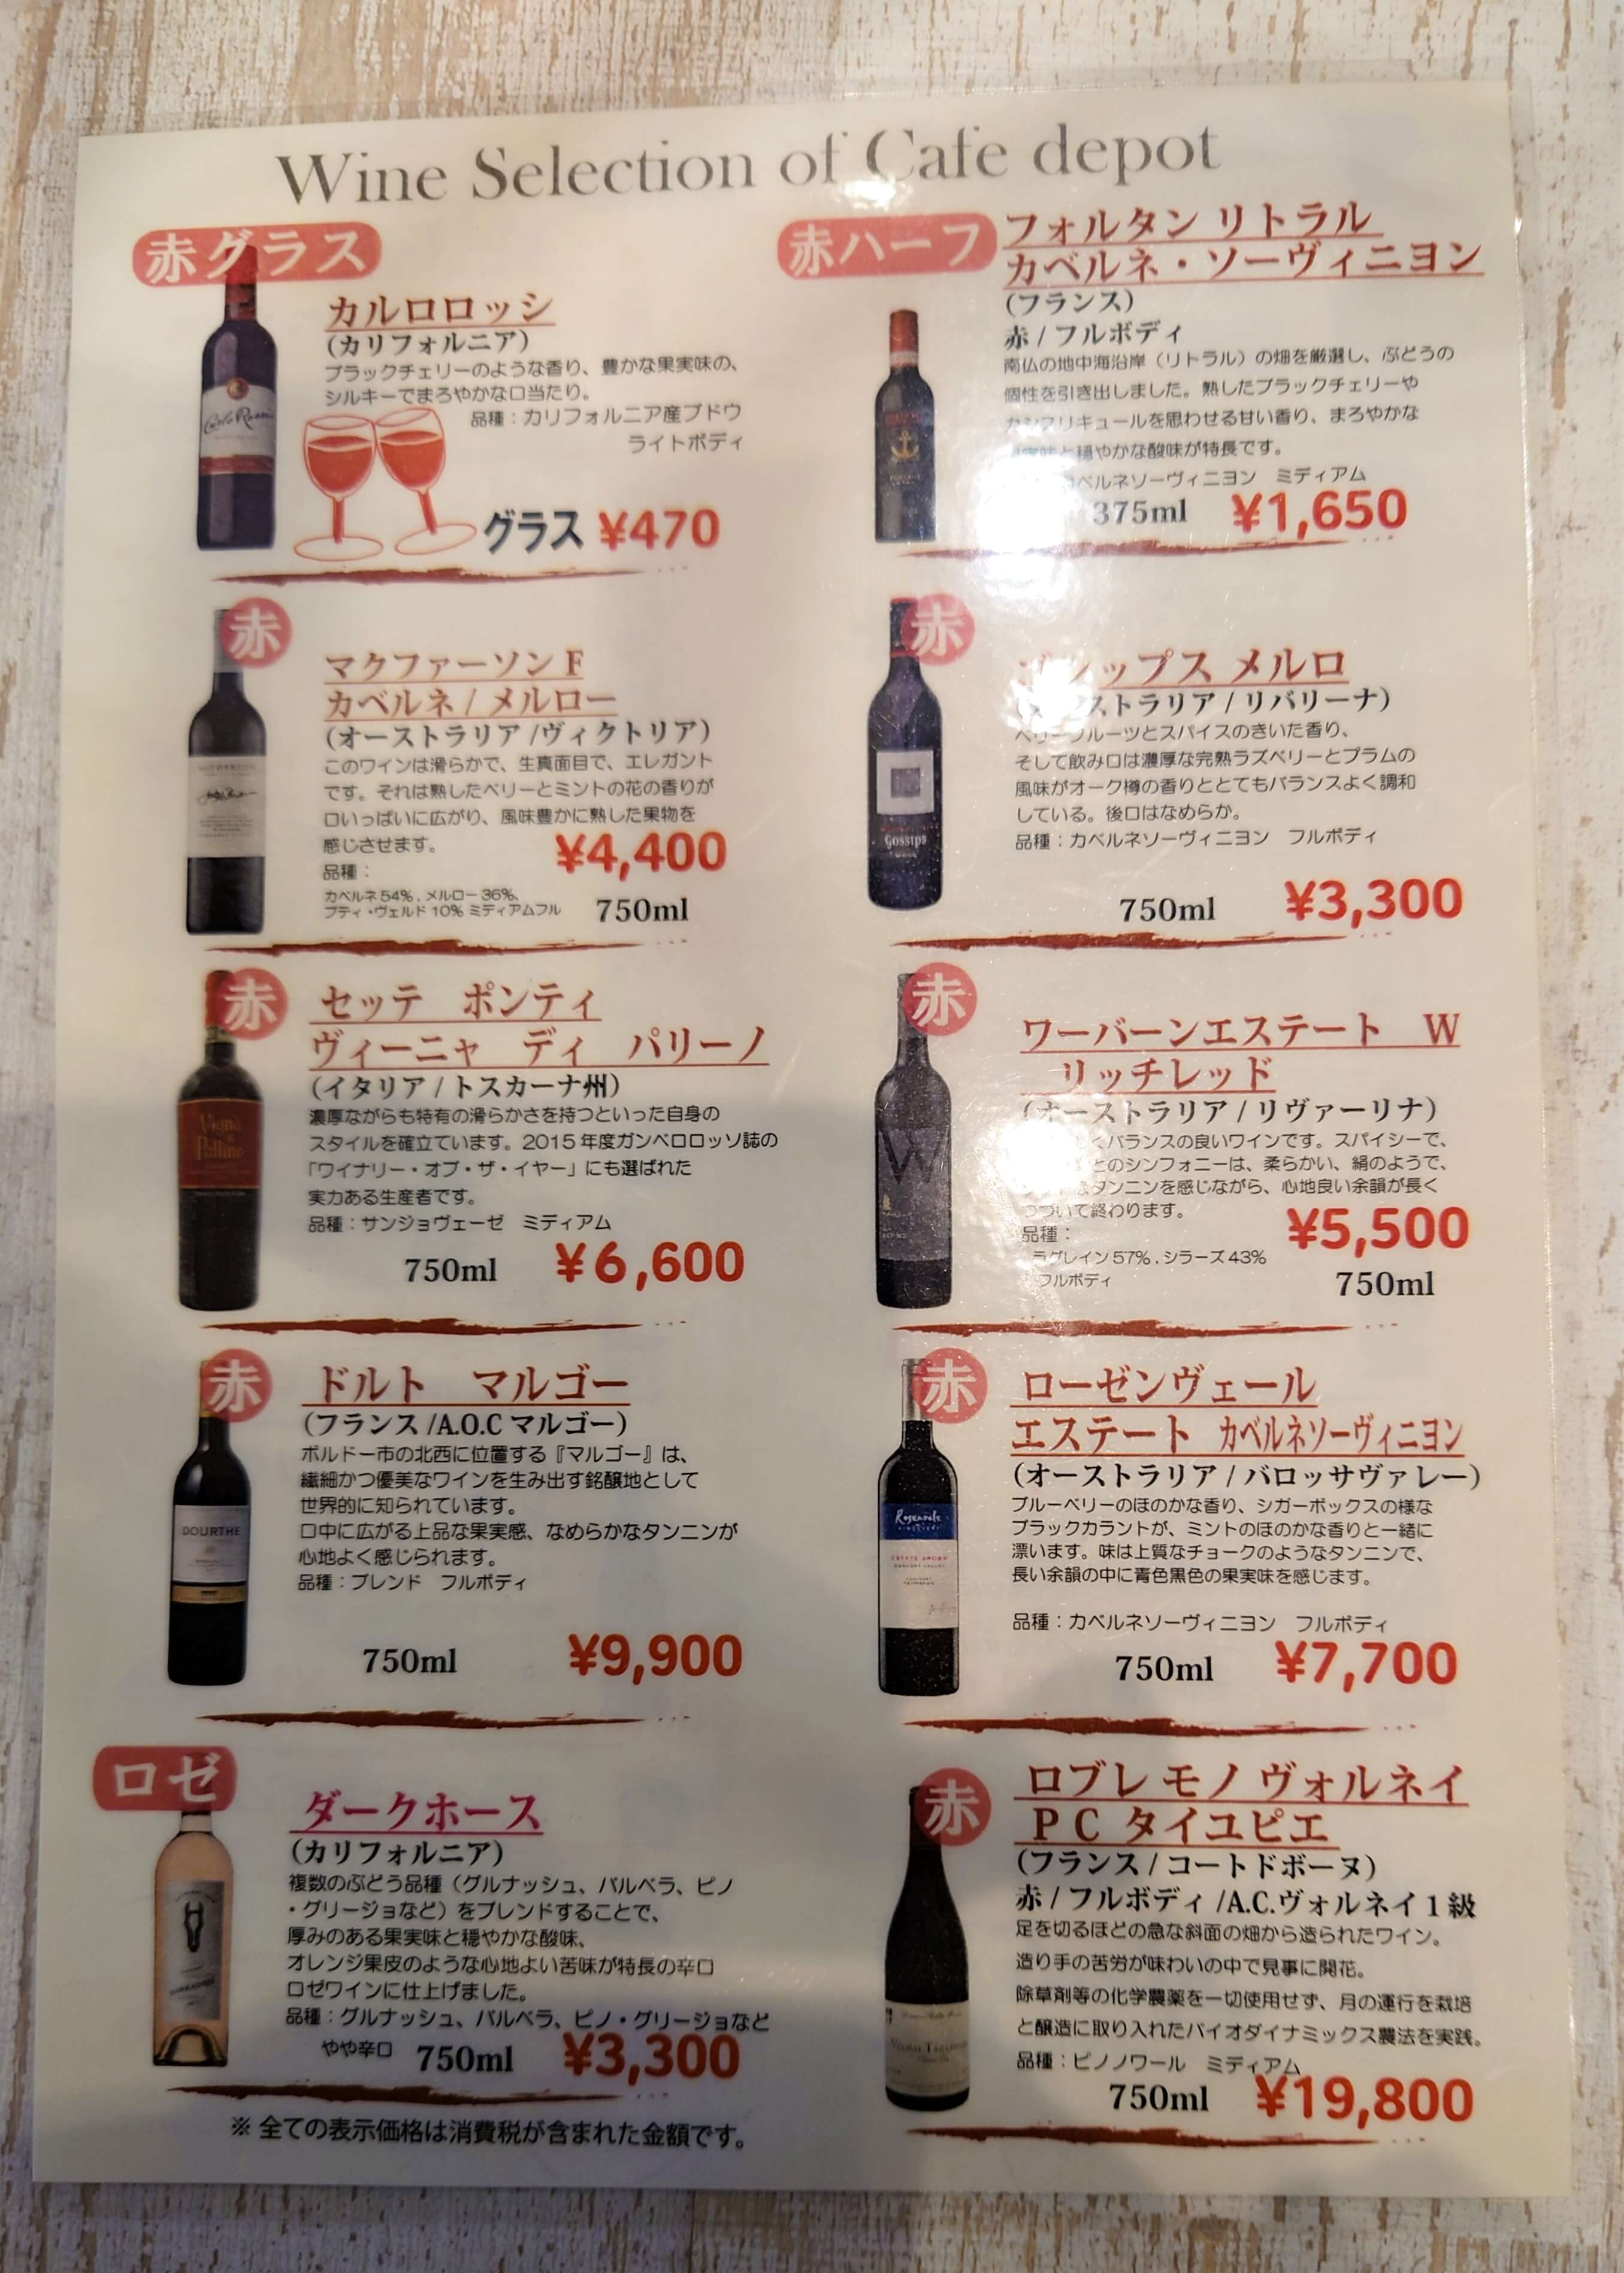 Wine Selection of Cafe depot
赤グラス
カルロロッシ
(カリフォルニア)
ブラックチェリーのような香り、豊かな果実味の、
シルキーでまろやかな口当たり。
品種：カリフォルニア産ブドウ
ライトボディ
Carlo Rossi
グラス ¥470
赤ハーフ
フォルタン リトラル
カベルネ・ソーヴィニヨン
(フランス)
赤 / フルボディ
南仏の地中海沿岸（リトラル）の畑を厳選し、ぶどうの
個性を引き出しました。熟したブラックチェリーや
カシスリキュールを思わせる甘い香り、まろやかな
と穏やかな酸味が特長です。
カベルネソーヴィニヨン ミディアム
375ml ¥1,650
赤
マクファーソン F
カベルネ / メルロー
(オーストラリア /ヴィクトリア)
このワインは滑らかで、生真面目で、エレガント
です。それは熟したベリーとミントの花の香りが
口いっぱいに広がり、風味豊かに熟した果物を
感じさせます。
¥4,400
品種：
カベルネ 54% , メルロー 36%,
プティ・ヴェルド 10% ミディアムフル
750ml
赤
シップス メルロ
ストラリア / リバリーナ)
ベリーフルーツとスパイスのきいた香り、
そして飲み口は濃厚な完熟ラズベリーとプラムの
風味がオーク樽の香りととてもバランスよく調和
している。後口はなめらか。
品種：カベルネソーヴィニヨン フルボディ
Gossips
750ml ¥3,300
赤
セッテ ポンティ
ヴィーニャ ディ パリーノ
(イタリア / トスカーナ州)
濃厚ながらも特有の滑らかさを持つといった自身の
スタイルを確立ています。2015 年度ガンベロロッソ誌の
「ワイナリー・オブ・ザ・イヤー」にも選ばれた
実力ある生産者です。
品種：サンジョヴェーゼ ミディアム
750ml ¥6,600
赤
ワーバーンエステート W
リッチレッド
(オーストラリア / リヴァーリナ)
くバランスの良いワインです。スパイシーで、
とのシンフォニーは、柔らかい、絹のようで、
なタンニンを感じながら、心地良い余韻が長く
つづいて終わります。
品種：
¥5,500
ラグレイン 57% , シラーズ 43%
フルボディ
W
750ml
赤
ドルト マルゴー
(フランス /A.O.C マルゴー)
ボルドー市の北西に位置する『マルゴー』は、
繊細かつ優美なワインを生み出す銘醸地として
世界的に知られています。
口中に広がる上品な果実感、なめらかなタンニンが
心地よく感じられます。
品種：ブレンド フルボディ
DOURTHE
750ml ¥9,900
赤
ローゼンヴェール
エステート カベルネソーヴィニヨン
(オーストラリア / バロッサヴァレー)
ブルーベリーのほのかな香り、シガーボックスの様な
ブラックカラントが、ミントのほのかな香りと一緒に
漂います。味は上質なチョークのようなタンニンで、
長い余韻の中に青色黒色の果実味を感じます。
品種：カベルネソーヴィニヨン フルボディ
Rosenvale
750ml ¥7,700
ロゼ
ダークホース
(カリフォルニア)
複数のぶどう品種（グルナッシュ、バルベラ、ピノ
・グリージョなど）をブレンドすることで、
厚みのある果実味と穏やかな酸味、
オレンジ果皮のような心地よい苦味が特長の辛口
ロゼワインに仕上げました。
品種：グルナッシュ、バルベラ、ピノ・グリージョなど
やや辛口 750ml ¥3,300
※ 全ての表示価格は消費税が含まれた金額です。
赤
ロブレ モノ ヴォルネイ
PC タイユピエ
(フランス / コートドボーヌ)
赤 / フルボディ /A.C.ヴォルネイ 1 級
足を切るほどの急な斜面の畑から造られたワイン。
造り手の苦労が味わいの中で見事に開花。
除草剤等の化学農薬を一切使用せず、月の運行を栽培
と醸造に取り入れたバイオダイナミックス農法を実践。
品種：ピノノワール ミディアム
750ml ¥19,800